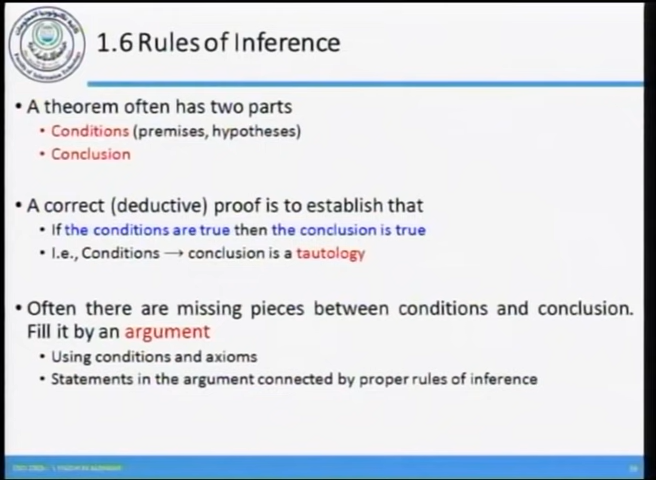 1.6 Rules of Inference
• A theorem often has two parts
• Conditions (premises, hypotheses)
• Conclusion
• A correct (deductive) proof is to establish that
• If the conditions are true then the conclusion is true
• I.e., Conditions → conclusion is a tautology
• Often there are missing pieces between conditions and conclusion.
Fill it by an argument
• Using conditions and axioms
• Statements in the argument connected by proper rules of inference